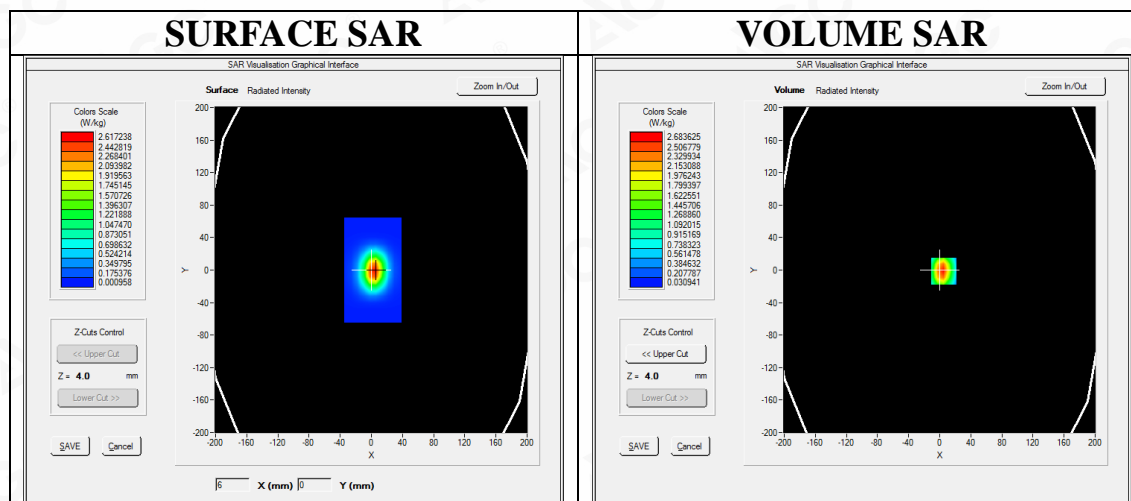 SURFACE SAR
SAR Visualisation Graphical Interface
Surface Radiated Intensity
Zoom In/Out
Colors Scale
(W/kg)
2.617238
2.442819
2.268401
2.093982
1.919563
1.745145
1.570726
1.396307
1.221888
1.047470
0.873051
0.698632
0.524214
0.349795
0.175376
0.000958
200
160
120
80
40
0
-40
-80
-120
-160
-200
Y
-200 -160 -120 -80 -40 0 40 80 120 160 200
X
Z-Cuts Control
<< Upper Cut
Z = 4.0 mm
Lower Cut >>
SAVE Cancel
6 X (mm) 0 Y (mm)
VOLUME SAR
SAR Visualisation Graphical Interface
Volume Radiated Intensity
Zoom In/Out
Colors Scale
(W/kg)
2.683625
2.506779
2.329934
2.153088
1.976243
1.799397
1.622551
1.445706
1.268860
1.092015
0.915169
0.738323
0.561478
0.384632
0.207787
0.030941
200
160
120
80
40
0
-40
-80
-120
-160
-200
Y
-200 -160 -120 -80 -40 0 40 80 120 160 200
X
Z-Cuts Control
<< Upper Cut
Z = 4.0 mm
Lower Cut >>
SAVE Cancel